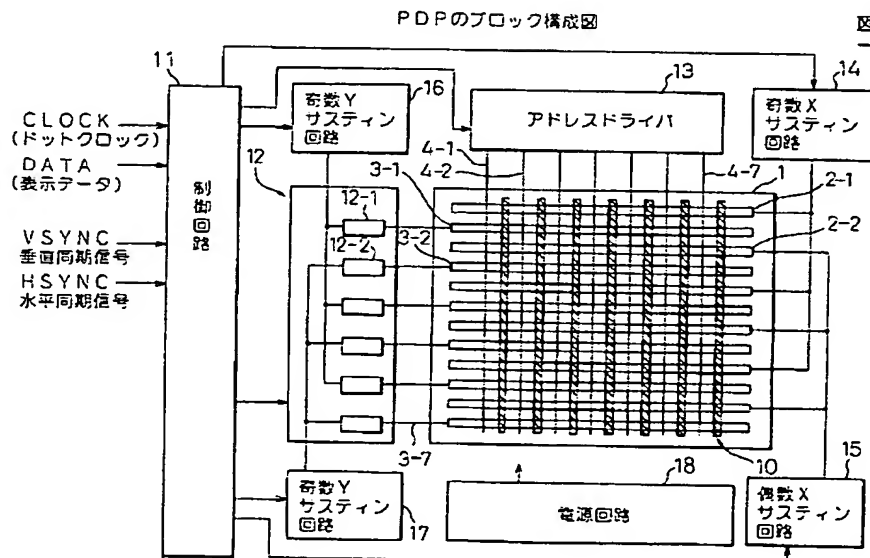 PDPのブロック構成図
図
11
16
13
14
CLOCK
(ドットクロック)
DATA
(表示データ)
VSYNC
垂直同期信号
HSYNC
水平同期信号
制御回路
奇数Y
サスティン
回路
アドレスドライバ
奇数X
サスティン
回路
4-1
4-2
4-7
1
12
12-1
12-2
3-1
3-2
2-1
2-2
3-7
10
18
15
奇数Y
サスティン
回路
17
電源回路
偶数X
サスティン
回路